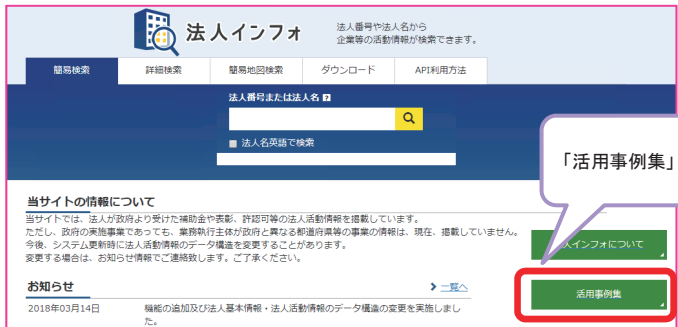 法人インフォ
法人番号や法人名から
企業等の活動情報が検索できます。
簡易検索
詳細検索
簡易地図検索
ダウンロード
API利用方法
法人番号または法人名 ?
法人名英語で検索
「活用事例集」
当サイトの情報について
当サイトでは、法人が政府より受けた補助金や表彰、許認可等の法人活動情報を掲載しています。
ただし、政府の実施事業であっても、業務執行主体が政府と異なる都道府県等の事業の情報は、現在、掲載していません。
今後、システム更新時に法人活動情報のデータ構造を変更することがあります。
変更する場合は、お知らせ情報でご連絡致します。ご了承ください。
人インフォについて
お知らせ
一覧へ
活用事例集
2018年03月14日
機能の追加及び法人基本情報・法人活動情報のデータ構造の変更を実施しまし
た。